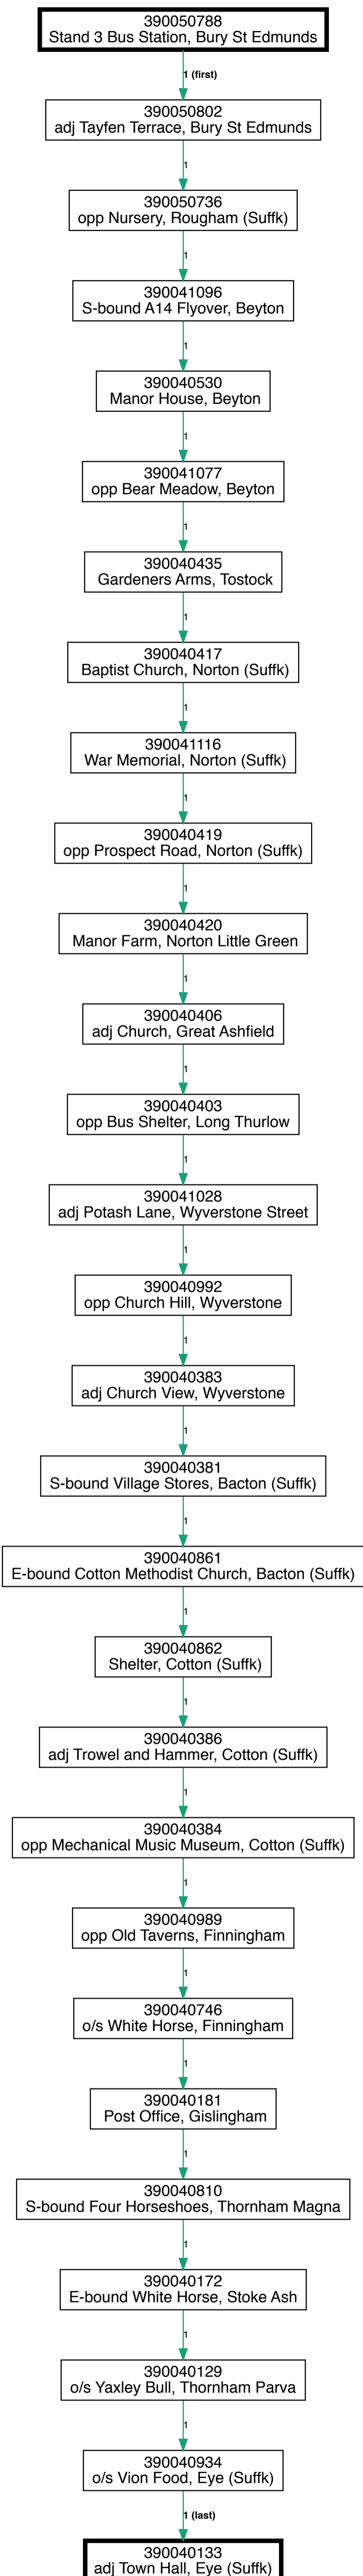 390050788
Stand 3 Bus Station, Bury St Edmunds
1 (first)
390050802
adj Tayfen Terrace, Bury St Edmunds
1
390050736
opp Nursery, Rougham (Suffk)
1
390041096
S-bound A14 Flyover, Beyton
1
390040530
Manor House, Beyton
1
390041077
opp Bear Meadow, Beyton
1
390040435
Gardeners Arms, Tostock
1
390040417
Baptist Church, Norton (Suffk)
1
390041116
War Memorial, Norton (Suffk)
1
390040419
opp Prospect Road, Norton (Suffk)
1
390040420
Manor Farm, Norton Little Green
1
390040406
adj Church, Great Ashfield
1
390040403
opp Bus Shelter, Long Thurlow
1
390041028
adj Potash Lane, Wyverstone Street
1
390040992
opp Church Hill, Wyverstone
1
390040383
adj Church View, Wyverstone
1
390040381
S-bound Village Stores, Bacton (Suffk)
1
390040861
E-bound Cotton Methodist Church, Bacton (Suffk)
1
390040862
Shelter, Cotton (Suffk)
1
390040386
adj Trowel and Hammer, Cotton (Suffk)
1
390040384
opp Mechanical Music Museum, Cotton (Suffk)
1
390040989
opp Old Taverns, Finningham
1
390040746
o/s White Horse, Finningham
1
390040181
Post Office, Gislingham
1
390040810
S-bound Four Horseshoes, Thornham Magna
1
390040172
E-bound White Horse, Stoke Ash
1
390040129
o/s Yaxley Bull, Thornham Parva
1
390040934
o/s Vion Food, Eye (Suffk)
1 (last)
390040133
adj Town Hall, Eye (Suffk)